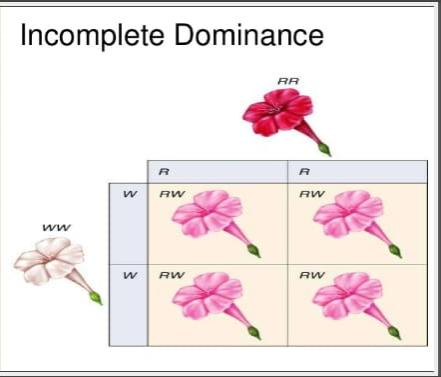 Incomplete Dominance
RR
R R
W RW RW
WW
W RW RW